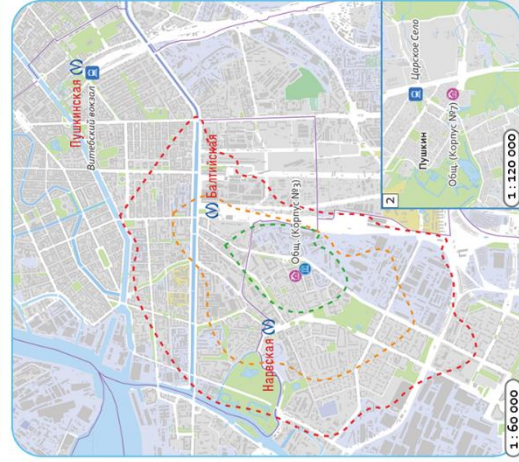 Пушкинская
Витебский вокзал
Балтийская
Нарвская
Общ. (Корпус №3)
1 : 60 000
2
Царское Село
Пушкин
Общ. (Корпус №7)
1 : 120 000